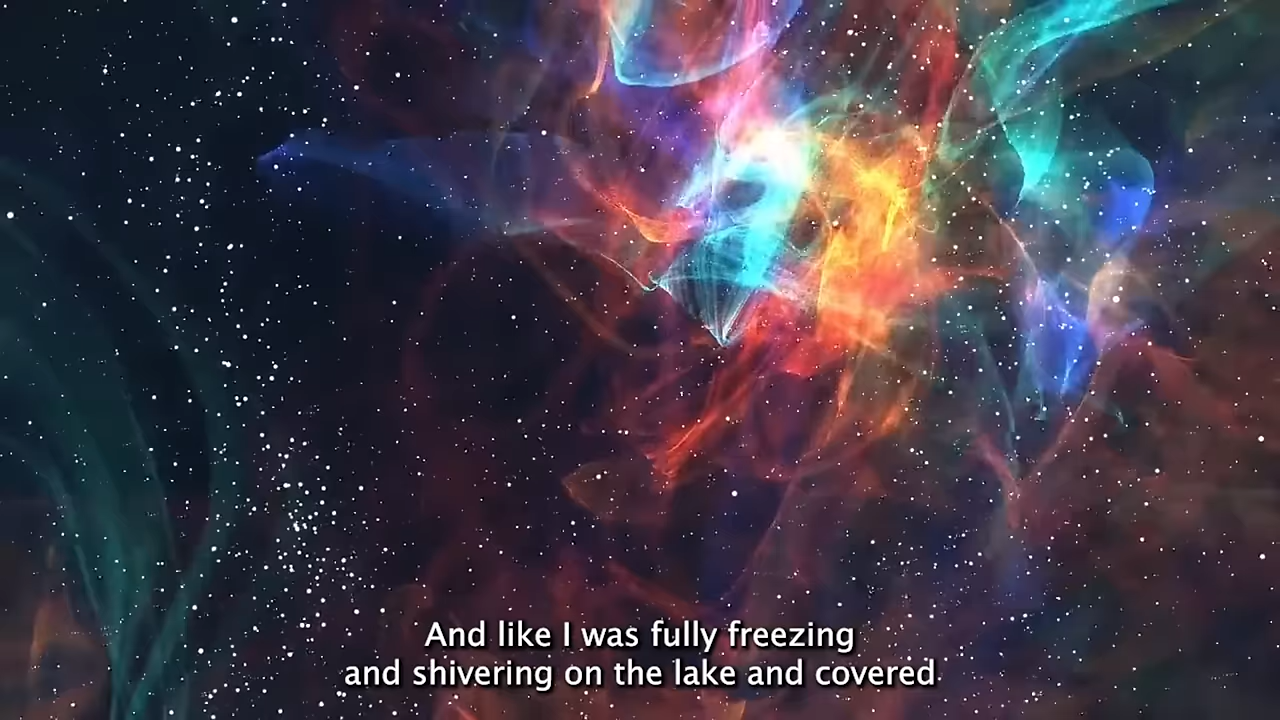 And like I was fully freezing
and shivering on the lake and covered